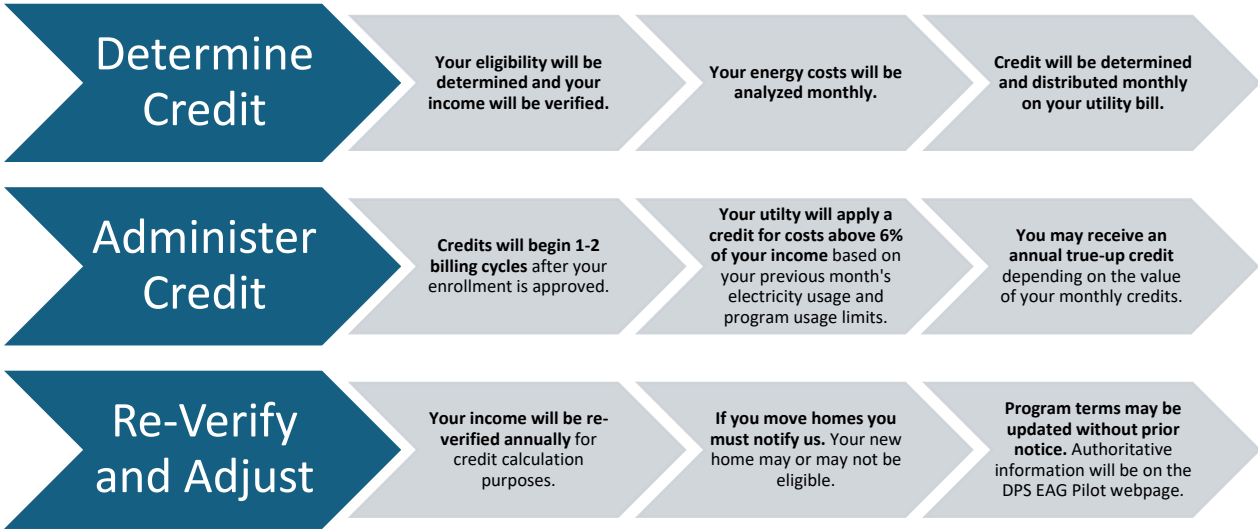 Determine
Credit
Your eligibility will be
determined and your
income will be verified.
Your energy costs will be
analyzed monthly.
Credit will be determined
and distributed monthly
on your utility bill.
Administer
Credit
Credits will begin 1-2
billing cycles after your
enrollment is approved.
Your utilty will apply a
credit for costs above 6%
of your income based on
your previous month's
electricity usage and
program usage limits.
You may receive an
annual true-up credit
depending on the value
of your monthly credits.
Re-Verify
and Adjust
Your income will be re-
verified annually for
credit calculation
purposes.
If you move homes you
must notify us. Your new
home may or may not be
eligible.
Program terms may be
updated without prior
notice. Authoritative
information will be on the
DPS EAG Pilot webpage.